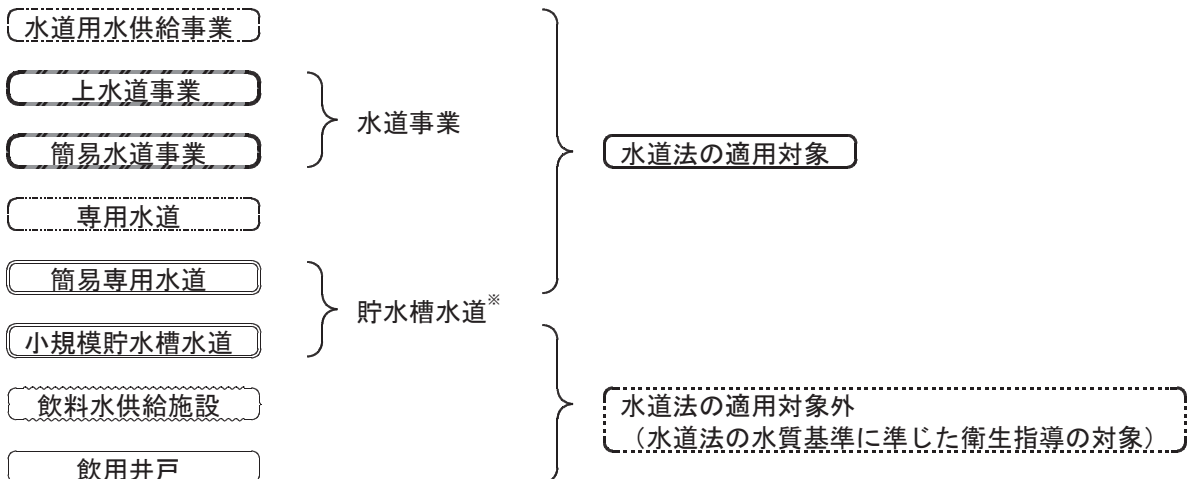 水道用水供給事業
上水道事業
簡易水道事業
水道事業
専用水道
水道法の適用対象
簡易専用水道
小規模貯水槽水道
貯水槽水道※
飲料水供給施設
飲用井戸
水道法の適用対象外
（水道法の水質基準に準じた衛生指導の対象）